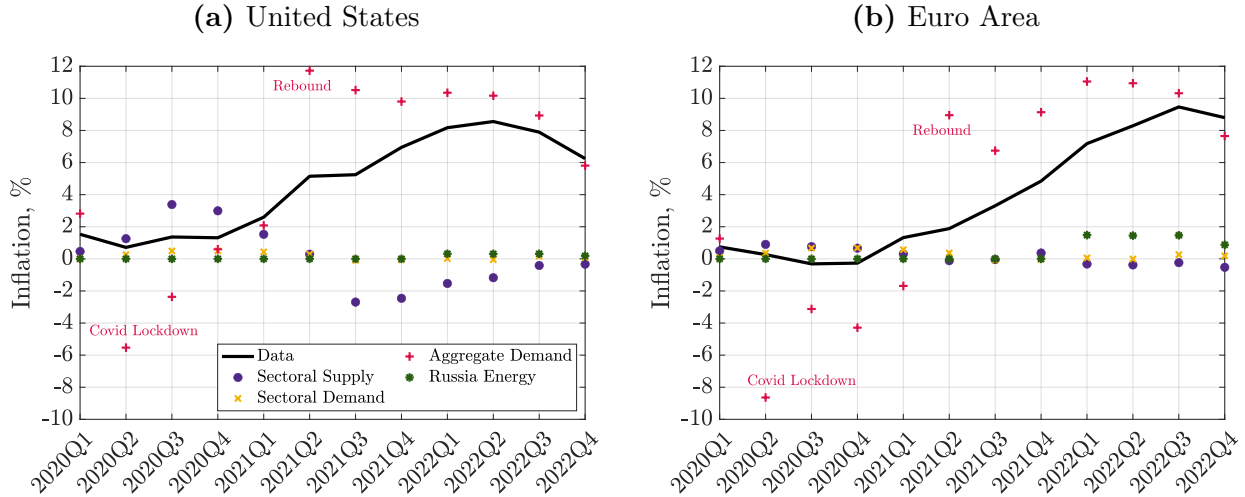 (a) United States
Inflation, %
12
10
8
6
4
2
0
-2
-4
-6
-8
-10
Rebound
Covid Lockdown
Data
Sectoral Supply
Sectoral Demand
Aggregate Demand
Russia Energy
2020Q1
2020Q2
2020Q3
2020Q4
2021Q1
2021Q2
2021Q3
2021Q4
2022Q1
2022Q2
2022Q3
2022Q4
(b) Euro Area
Inflation, %
12
10
8
6
4
2
0
-2
-4
-6
-8
-10
Rebound
Covid Lockdown
2020Q1
2020Q2
2020Q3
2020Q4
2021Q1
2021Q2
2021Q3
2021Q4
2022Q1
2022Q2
2022Q3
2022Q4